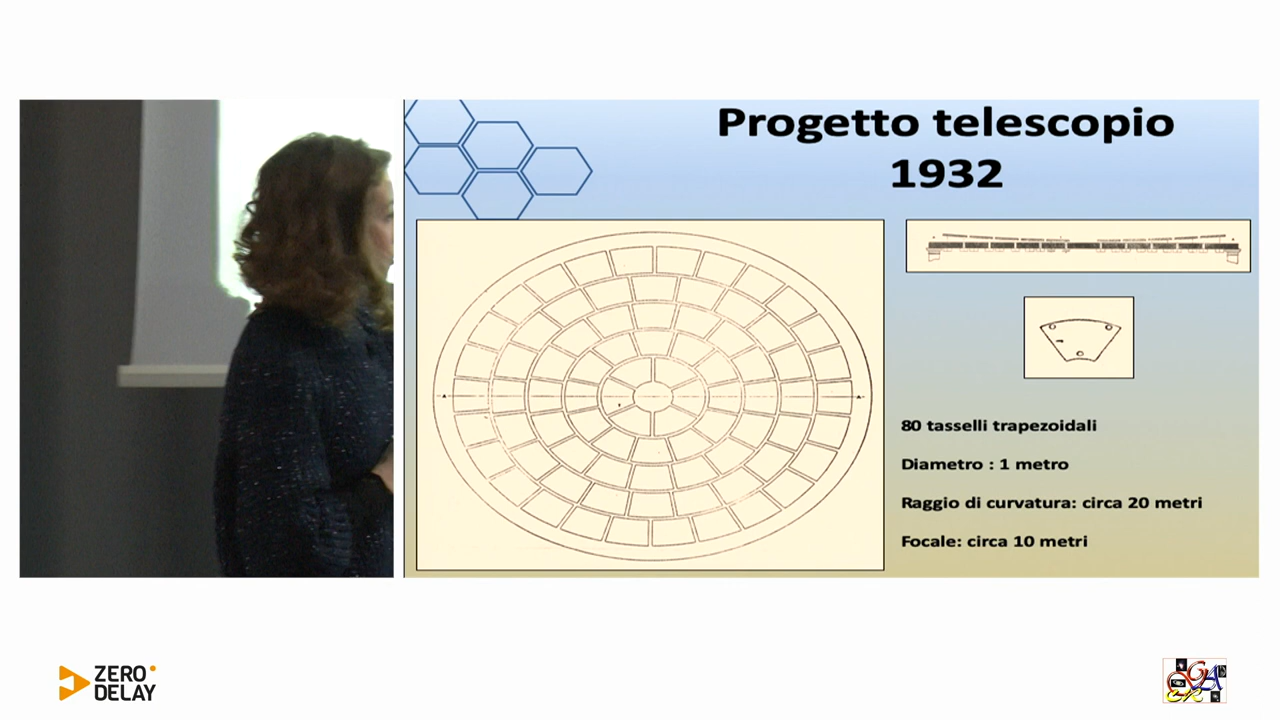 Progetto telescopio
1932
80 tasselli trapezoidali
Diametro : 1 metro
Raggio di curvatura: circa 20 metri
Focale: circa 10 metri
ZERO
DELAY